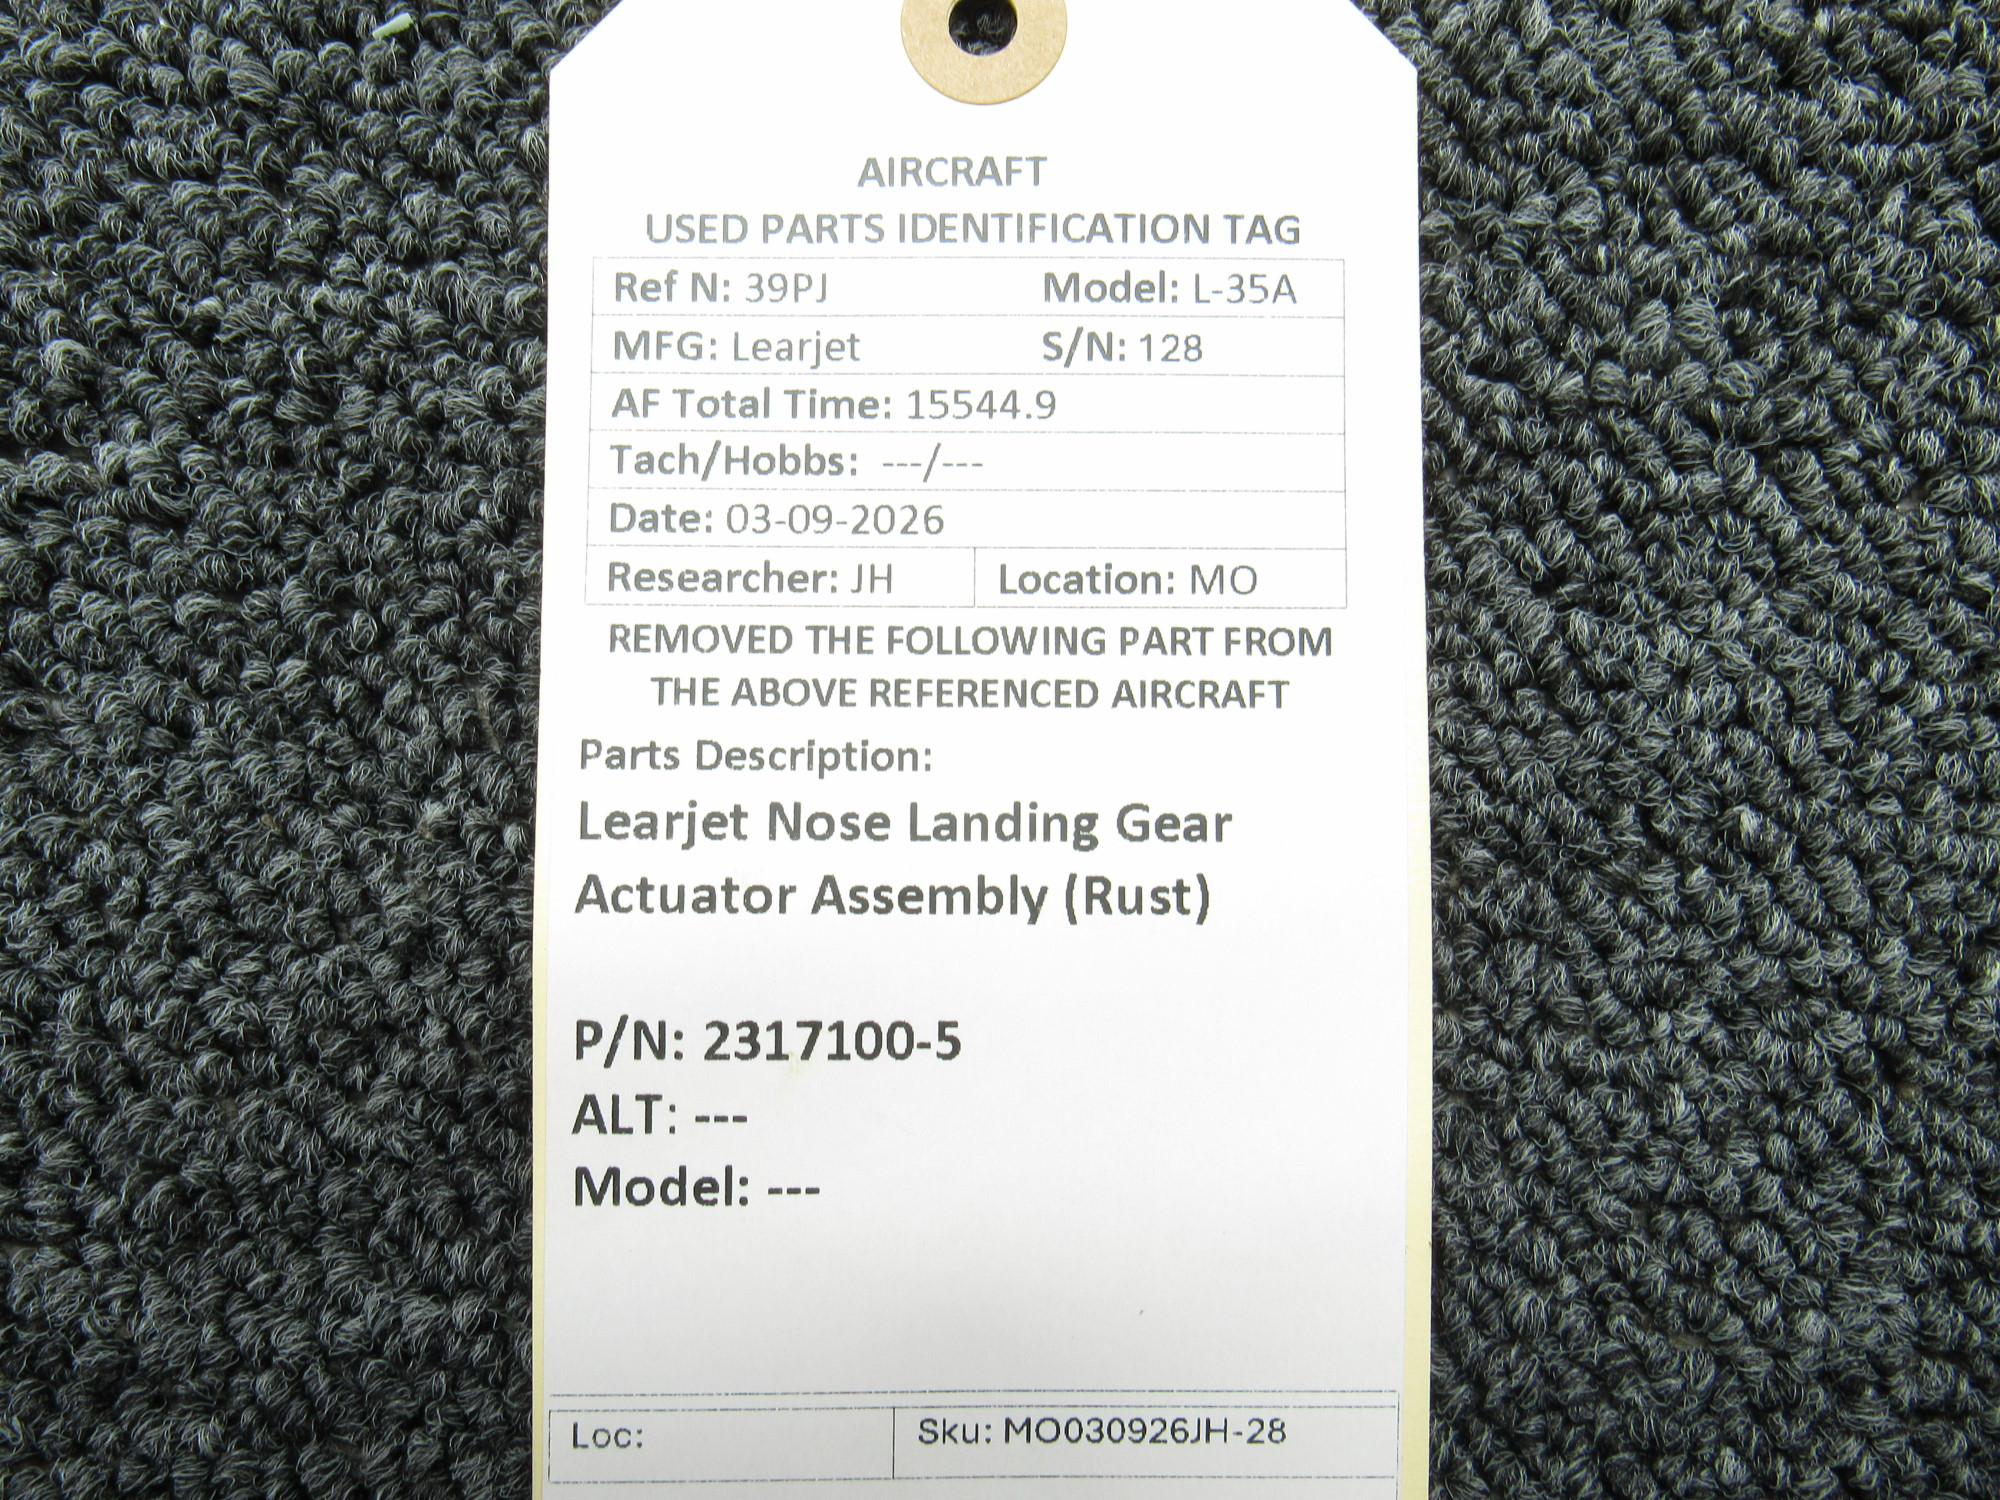 AIRCRAFT
USED PARTS IDENTIFICATION TAG
Ref N: 39PJ Model: L-35A
MFG: Learjet S/N: 128
AF Total Time: 15544.9
Tach/Hobbs: ---/---
Date: 03-09-2026
Researcher: JH Location: MO
REMOVED THE FOLLOWING PART FROM
THE ABOVE REFERENCED AIRCRAFT
Parts Description:
Learjet Nose Landing Gear
Actuator Assembly (Rust)
P/N: 2317100-5
ALT: ---
Model: ---
Loc: Sku: MO030926JH-28